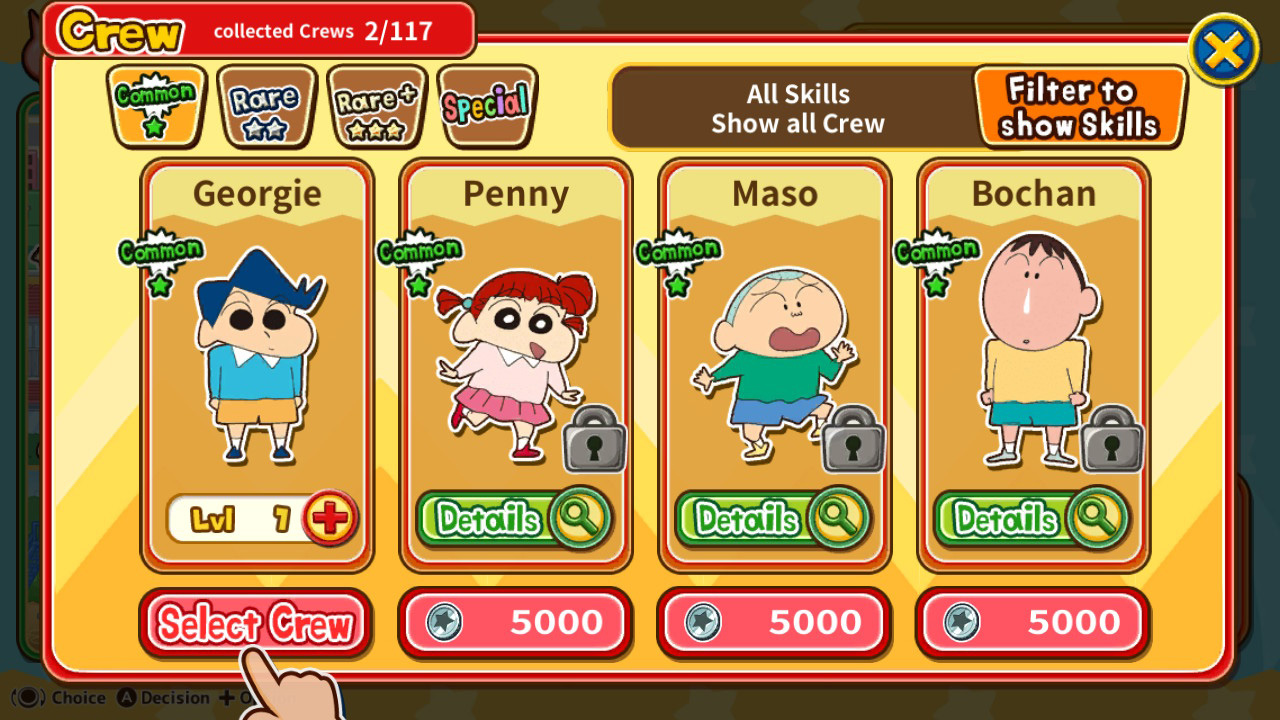 Crew collected Crews 2/117
Common
Rare
Rare+
Special
All Skills
Show all Crew
Filter to
show Skills
Georgie
Penny
Maso
Bochan
Common
Common
Common
Common
Lvl 7
Details
Details
Details
Select Crew
5000
5000
5000
Choice A Decision